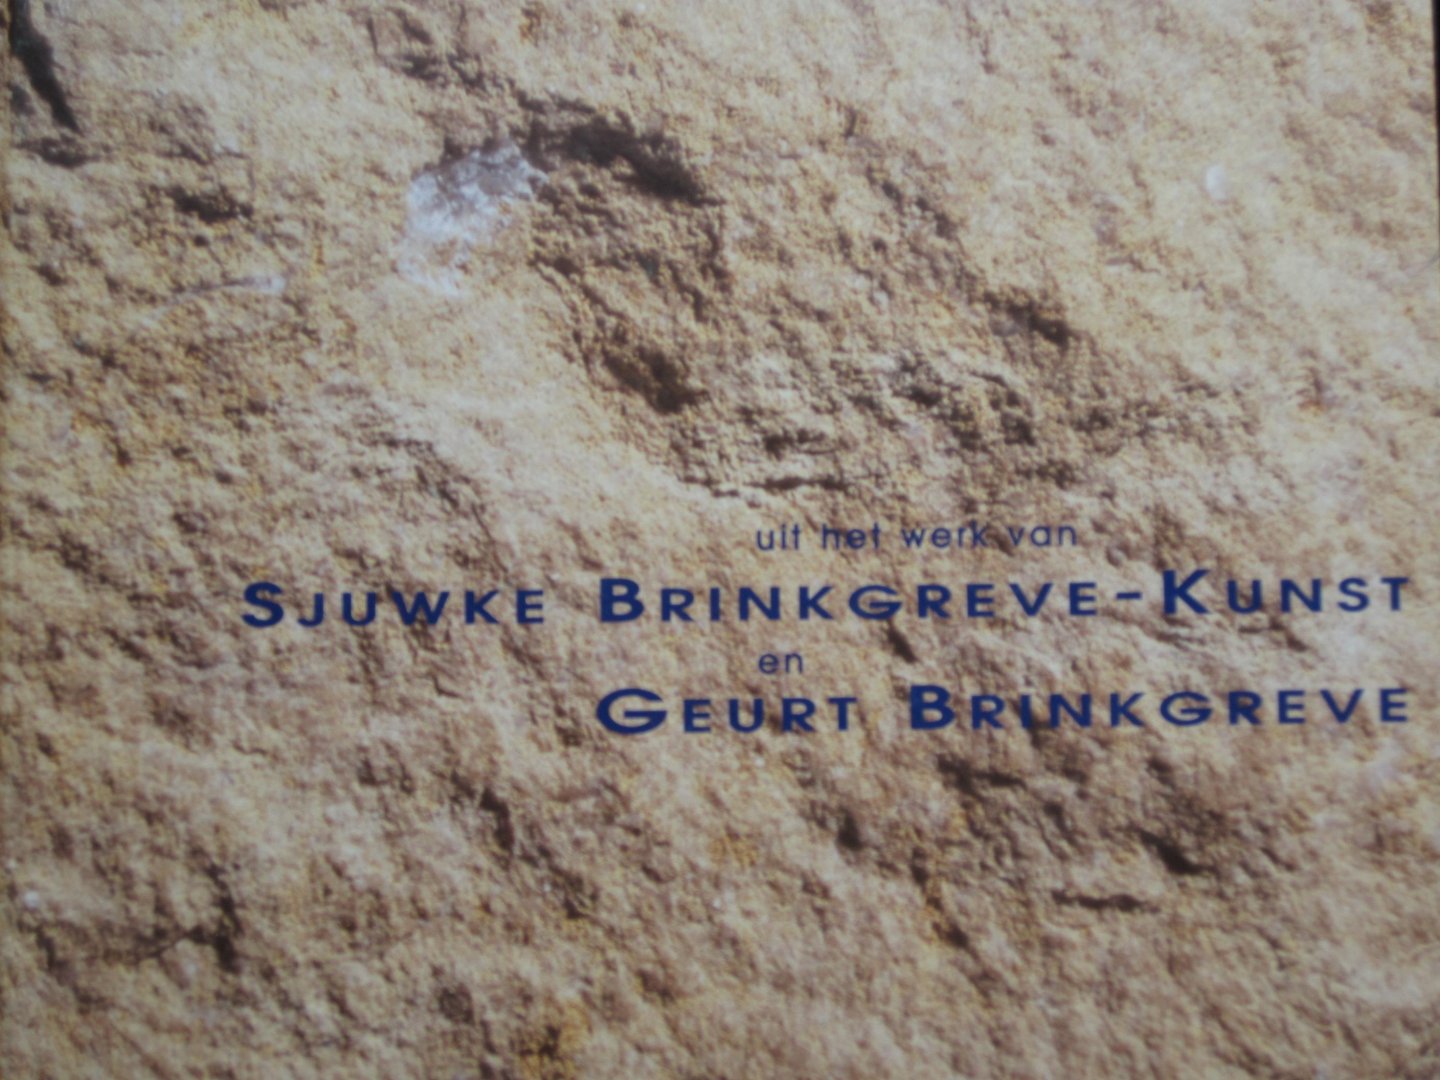 uit het werk van
SJUWKE BRINKGREVE-KUNST
en
GEURT BRINKGREVE